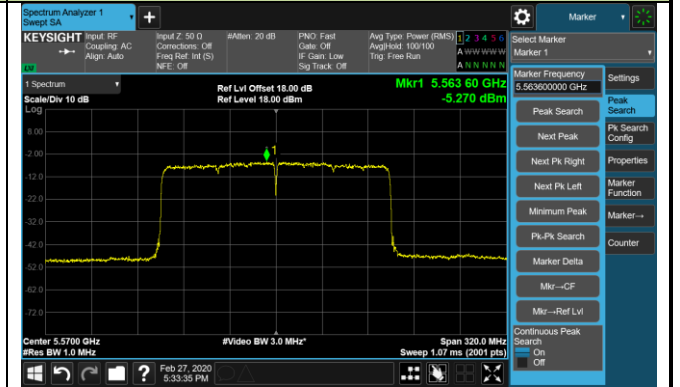 Spectrum Analyzer 1
Swept SA
+
Marker
KEYSIGHT
Input: RF
Coupling: AC
Align: Auto
Input Z: 50 Ω
Corrections: Off
Freq Ref: Int (S)
NFE: Off
#Atten: 20 dB
PNO: Fast
Gate: Off
IF Gain: Low
Sig Track: Off
Avg Type: Power (RMS)
Avg|Hold: 100/100
Trig: Free Run
1 2 3 4 5 6
A W W W W W
A N N N N N
LV
Select Marker
Marker 1
1 Spectrum
Scale/Div 10 dB
Log
Ref Lvl Offset 18.00 dB
Ref Level 18.00 dBm
Mkr1 5.563 60 GHz
-5.270 dBm
1
8.00
-2.00
-12.0
-22.0
-32.0
-42.0
-52.0
-62.0
-72.0
Center 5.5700 GHz
#Res BW 1.0 MHz
#Video BW 3.0 MHz*
Span 320.0 MHz
Sweep 1.07 ms (2001 pts)
Marker Frequency
5.563600000 GHz
Peak Search
Next Peak
Next Pk Right
Next Pk Left
Minimum Peak
Pk-Pk Search
Marker Delta
Mkr→CF
Mkr→Ref Lvl
Continuous Peak
Search
On
Off
Settings
Peak
Search
Pk Search
Config
Properties
Marker
Function
Marker→
Counter
?
Feb 27, 2020
5:33:35 PM